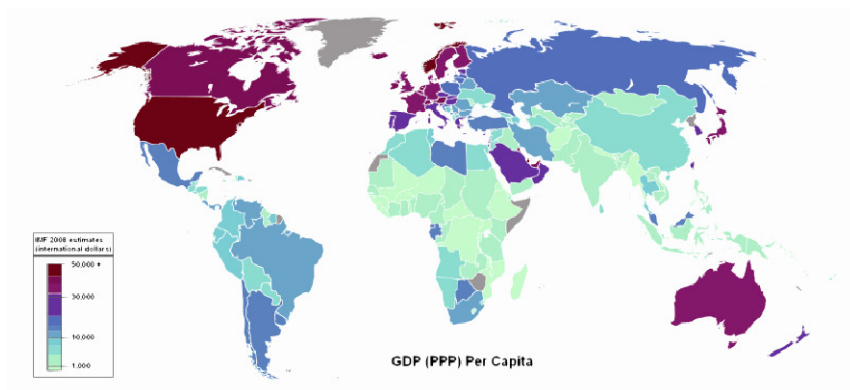 IMF 2008 estimates
(international dollars)
50,000 +
30,000
10,000
1,000
GDP (PPP) Per Capita